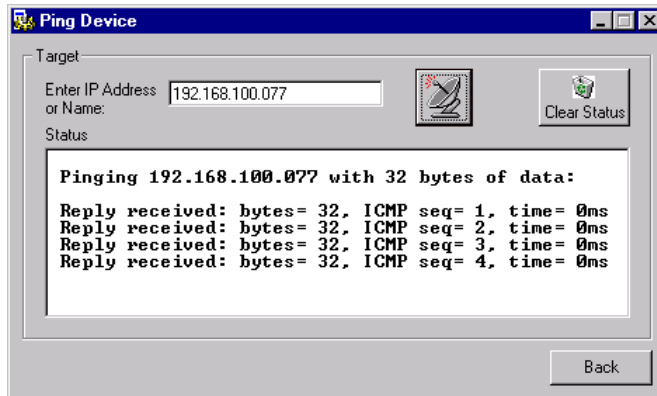 Ping Device
Target
Enter IP Address
or Name:
192.168.100.077
Clear Status
Status
Pinging 192.168.100.077 with 32 bytes of data:
Reply received: bytes= 32, ICMP seq= 1, time= 0ms
Reply received: bytes= 32, ICMP seq= 2, time= 0ms
Reply received: bytes= 32, ICMP seq= 3, time= 0ms
Reply received: bytes= 32, ICMP seq= 4, time= 0ms
Back